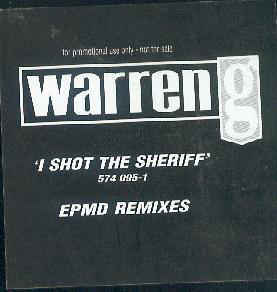 for promotional use only - not for sale
warren g
'I SHOT THE SHERIFF'
574 095-1
EPMD REMIXES